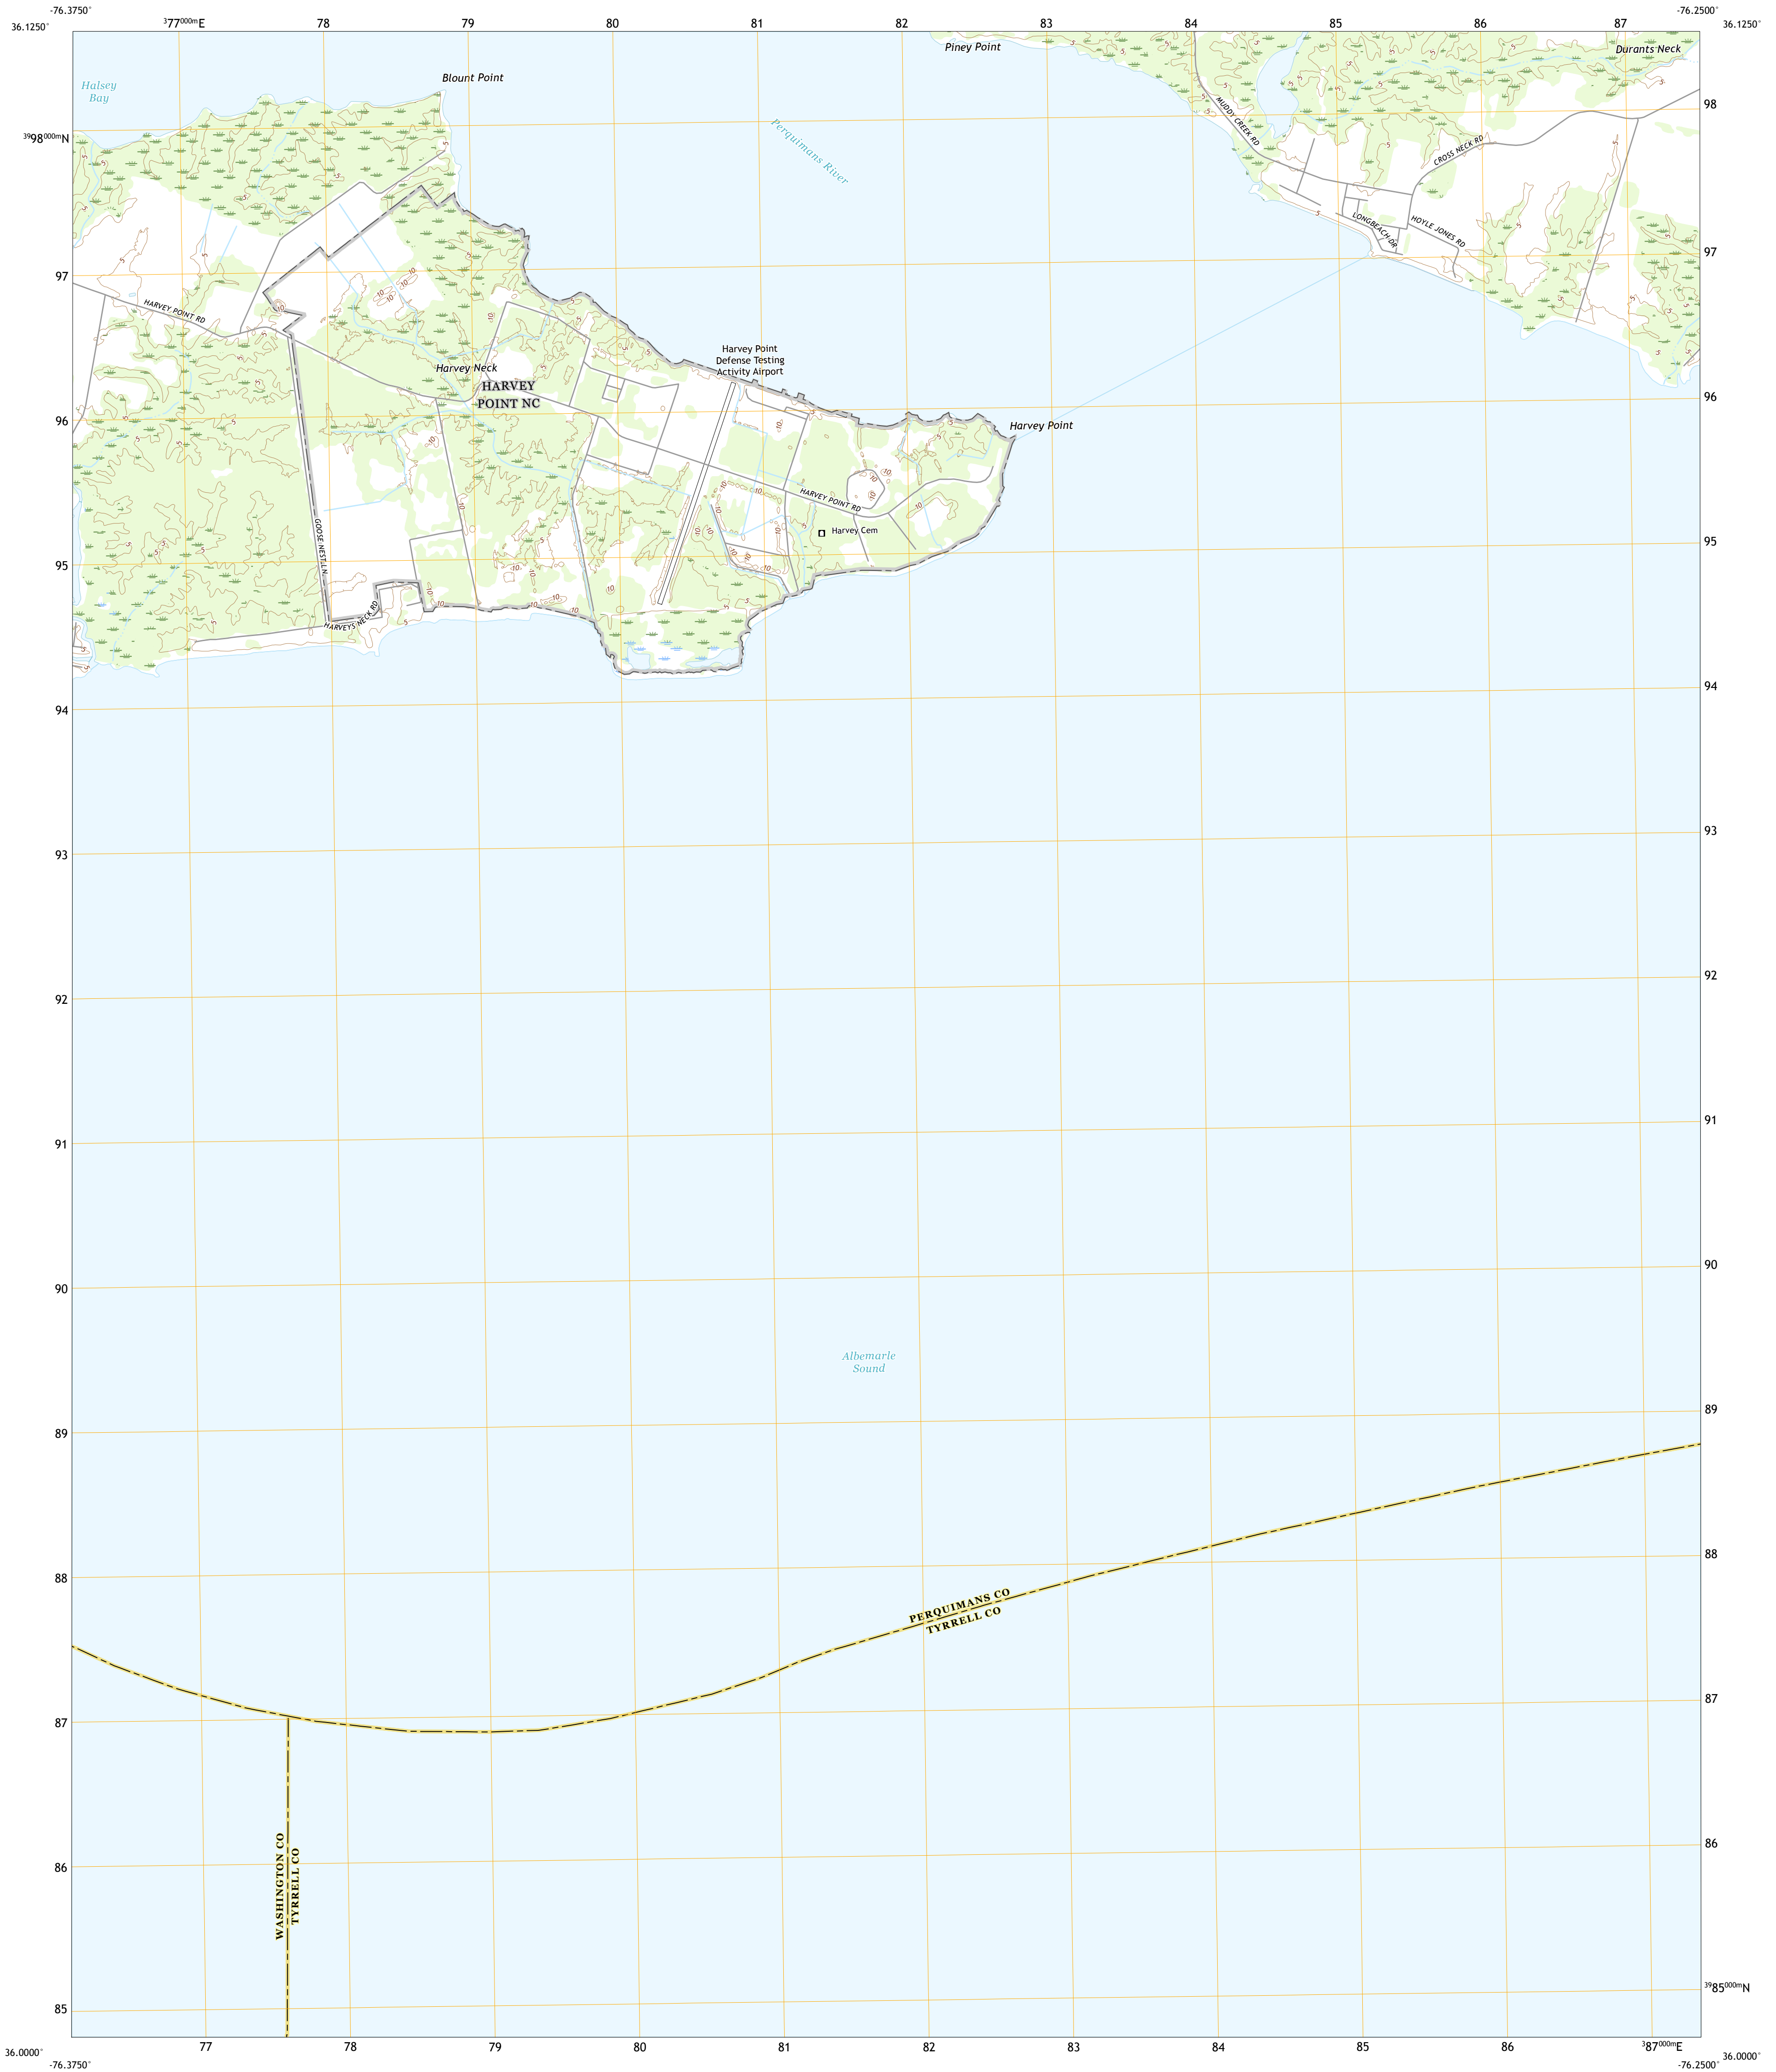 -76.3750°
36.1250°
³77⁰⁰⁰ᵐE
78
79
80
81
82
83
84
85
86
87
-76.2500°
36.1250°
Piney Point
Durants Neck
Blount Point
Halsey
Bay
Perquimans River
MUDDY CREEK RD
CROSS NECK RD
³⁹98⁰⁰⁰ᵐN
98
LONGBEACH DR
HOYLE JONES RD
97
97
HARVEY POINT RD
Harvey Point
Defense Testing
Activity Airport
Harvey Neck
HARVEY
POINT NC
96
96
Harvey Point
HARVEY POINT RD
Harvey Cem
GOOSE NEST LN
95
95
HARVEYS NECK RD
94
94
93
93
92
92
91
91
90
90
Albemarle
Sound
89
89
88
88
PERQUIMANS CO
TYRRELL CO
87
87
WASHINGTON CO
TYRRELL CO
86
86
85
³⁹85⁰⁰⁰ᵐN
36.0000°
-76.3750°
77
78
79
80
81
82
83
84
85
86
³87⁰⁰⁰ᵐE
36.0000°
-76.2500°